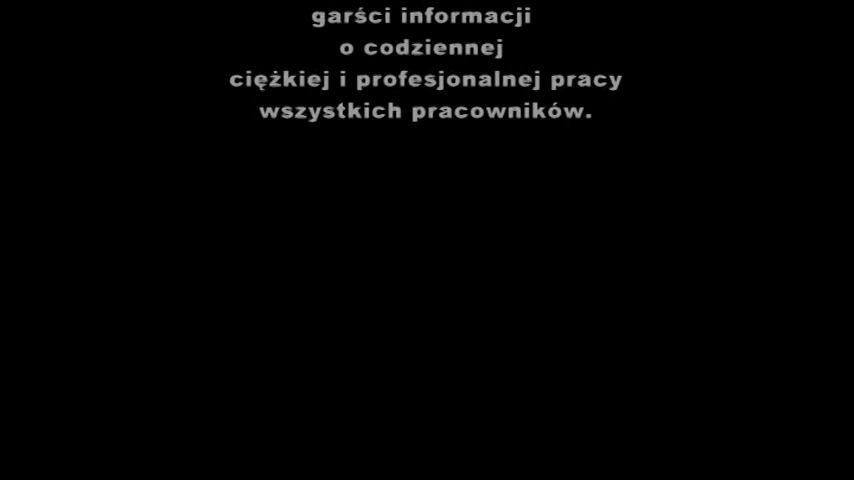 garści informacji
o codziennej
ciężkiej i profesjonalnej pracy
wszystkich pracowników.